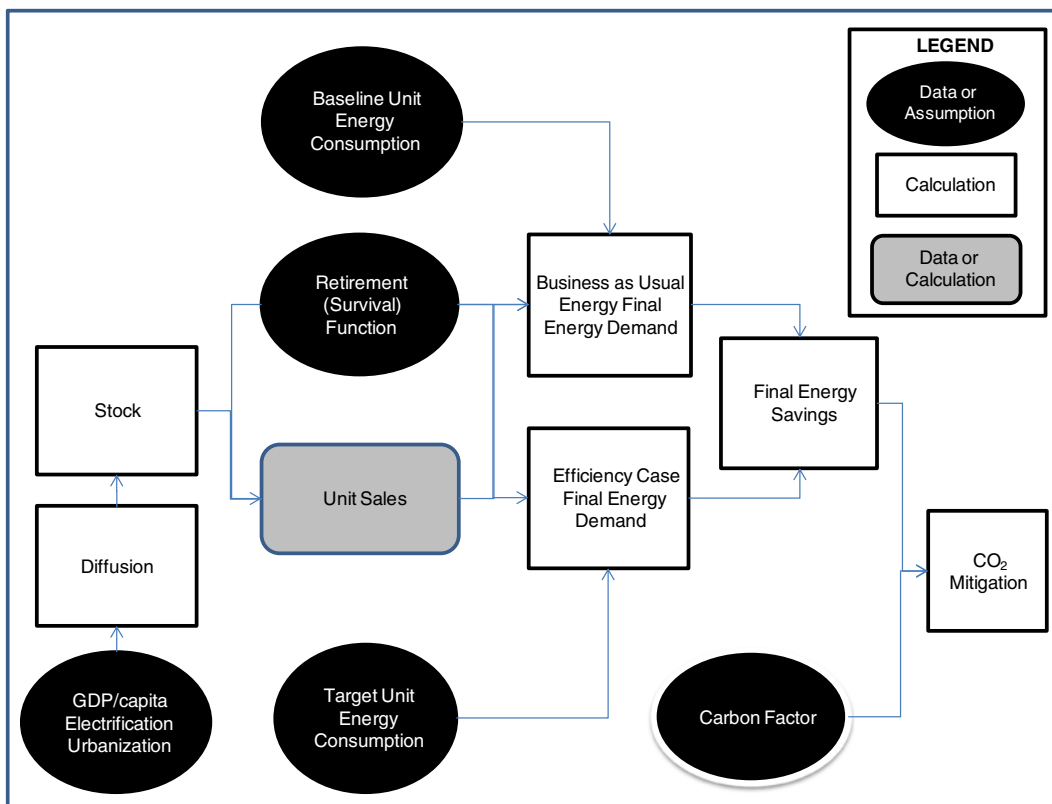 LEGEND
Data or
Assumption
Calculation
Data or
Calculation
Baseline Unit
Energy
Consumption
Retirement
(Survival)
Function
Business as Usual
Energy Final
Energy Demand
Stock
Final Energy
Savings
Unit Sales
Efficiency Case
Final Energy
Demand
Diffusion
CO₂
Mitigation
GDP/capita
Electrification
Urbanization
Target Unit
Energy
Consumption
Carbon Factor